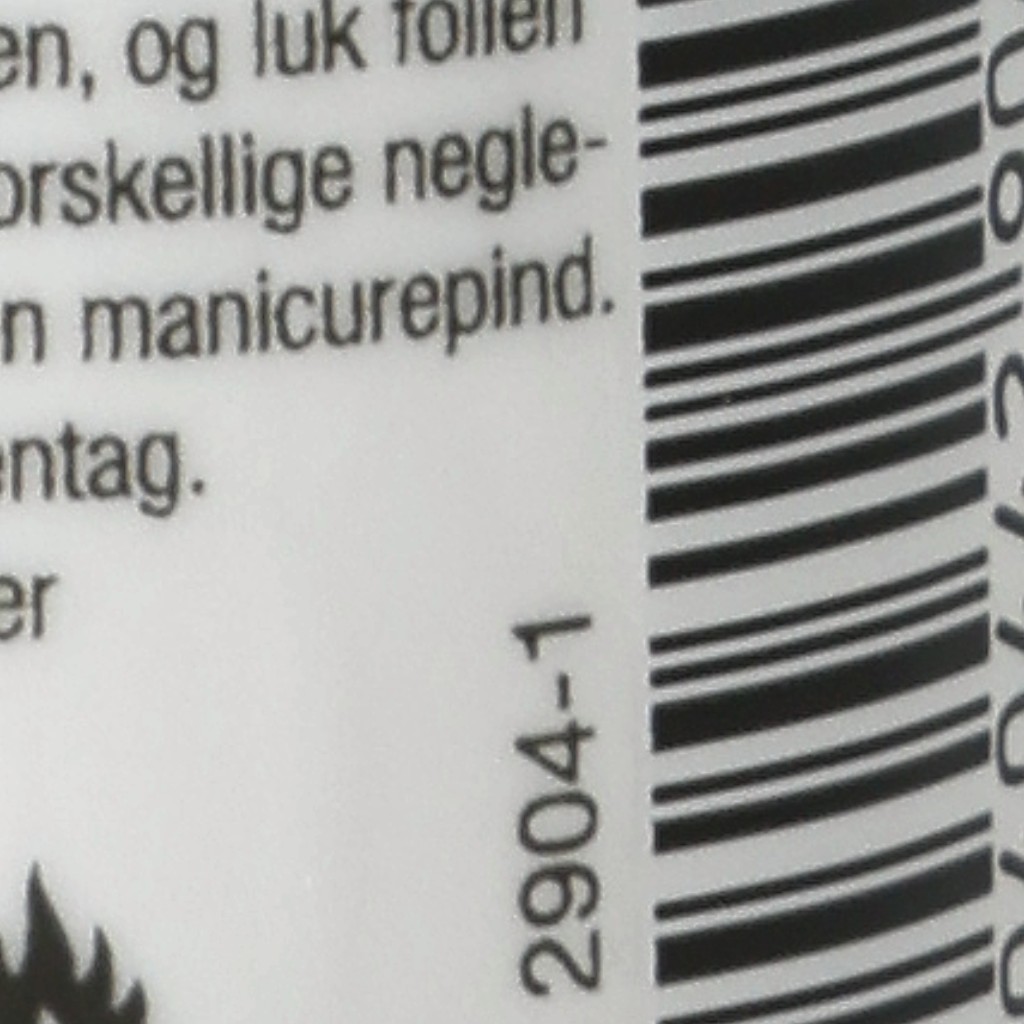 en, og luk folien
orskellige negle-
n manicurepind.
entag.
er
2904-1